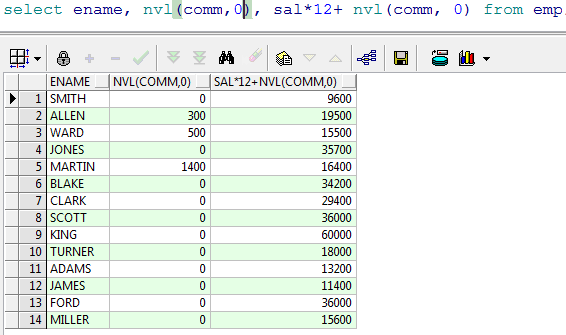 select ename, nvl(comm,0), sal*12+ nvl(comm, 0) from emp
ENAME NVL(COMM,0) SAL*12+NVL(COMM,0)
1 SMITH 0 9600
2 ALLEN 300 19500
3 WARD 500 15500
4 JONES 0 35700
5 MARTIN 1400 16400
6 BLAKE 0 34200
7 CLARK 0 29400
8 SCOTT 0 36000
9 KING 0 60000
10 TURNER 0 18000
11 ADAMS 0 13200
12 JAMES 0 11400
13 FORD 0 36000
14 MILLER 0 15600